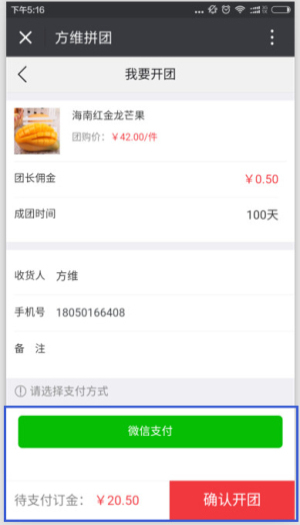 下午5:16
方维拼团
我要开团
海南红金龙芒果
团购价：￥42.00/件
团长佣金 ￥0.50
成团时间 100天
收货人 方维
手机号 18050166408
备 注
请选择支付方式
微信支付
待支付订金：￥20.50 确认开团